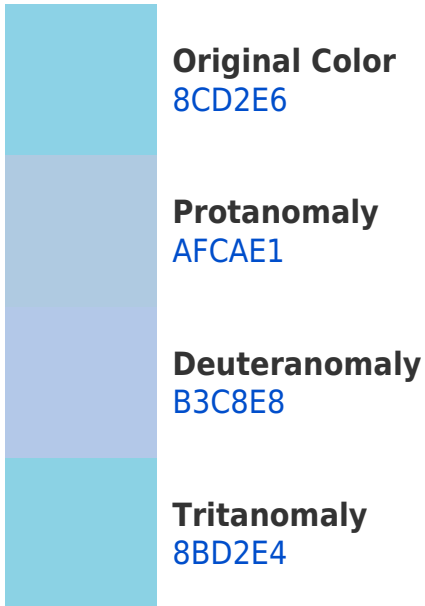 Original Color
8CD2E6
Protanomaly
AFCAE1
Deuteranomaly
B3C8E8
Tritanomaly
8BD2E4